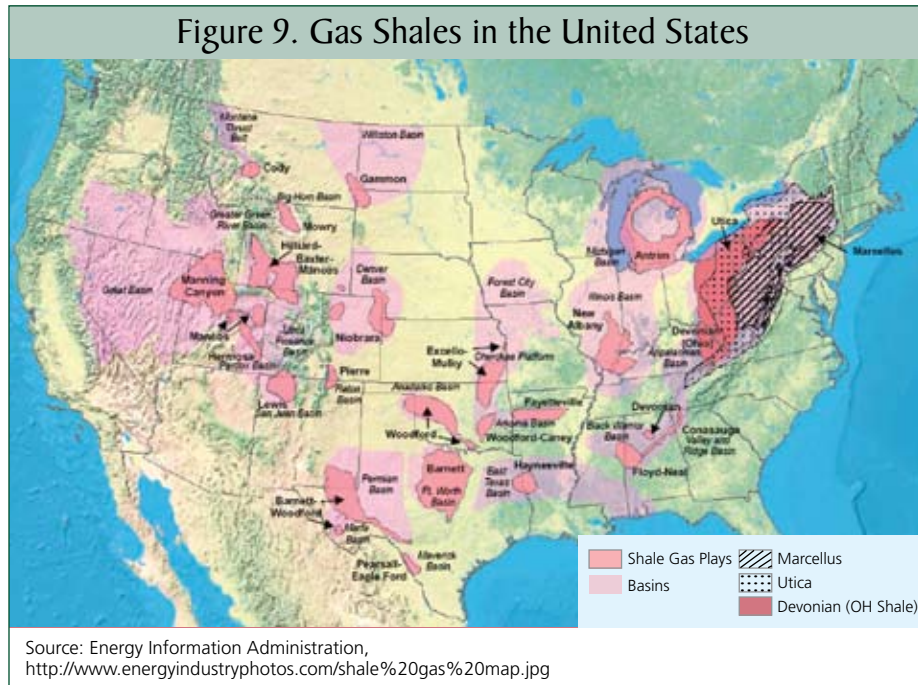 Figure 9. Gas Shales in the United States
Montana
Thrust
Belt
Williston Basin
Cody
Gammon
Big Horn Basin
Mowry
Greater Green
River Basin
Hilliard-
Baxter-
Mancos
Manning
Canyon
Great Basin
Mancos
Uinta
Piceance
Basin
Hermosa
Paradox Basin
Denver
Basin
Niobrara
Pierre
Raton
Basin
Lewis
San Juan Basin
Forest City
Basin
Excello-
Mulky
Cherokee Platform
Anadarko Basin
Woodford
Fayetteville
Arkoma Basin
Woodford-Caney
Michigan
Basin
Antrim
Illinois Basin
New
Albany
Utica
Marcellus
Devonian
(Ohio)
Appalachian
Basin
Devonian
Black Warrior
Basin
Conasauga
Valley and
Ridge Basin
Floyd-Neal
Haynesville
East
Texas
Basin
Barnett
Ft. Worth
Basin
Permian
Basin
Barnett-
Woodford
Marfa
Basin
Pearsall-
Eagle Ford
Maverick
Basin
Shale Gas Plays
Basins
Marcellus
Utica
Devonian (OH Shale)
Source: Energy Information Administration,
http://www.energyindustryphotos.com/shale%20gas%20map.jpg